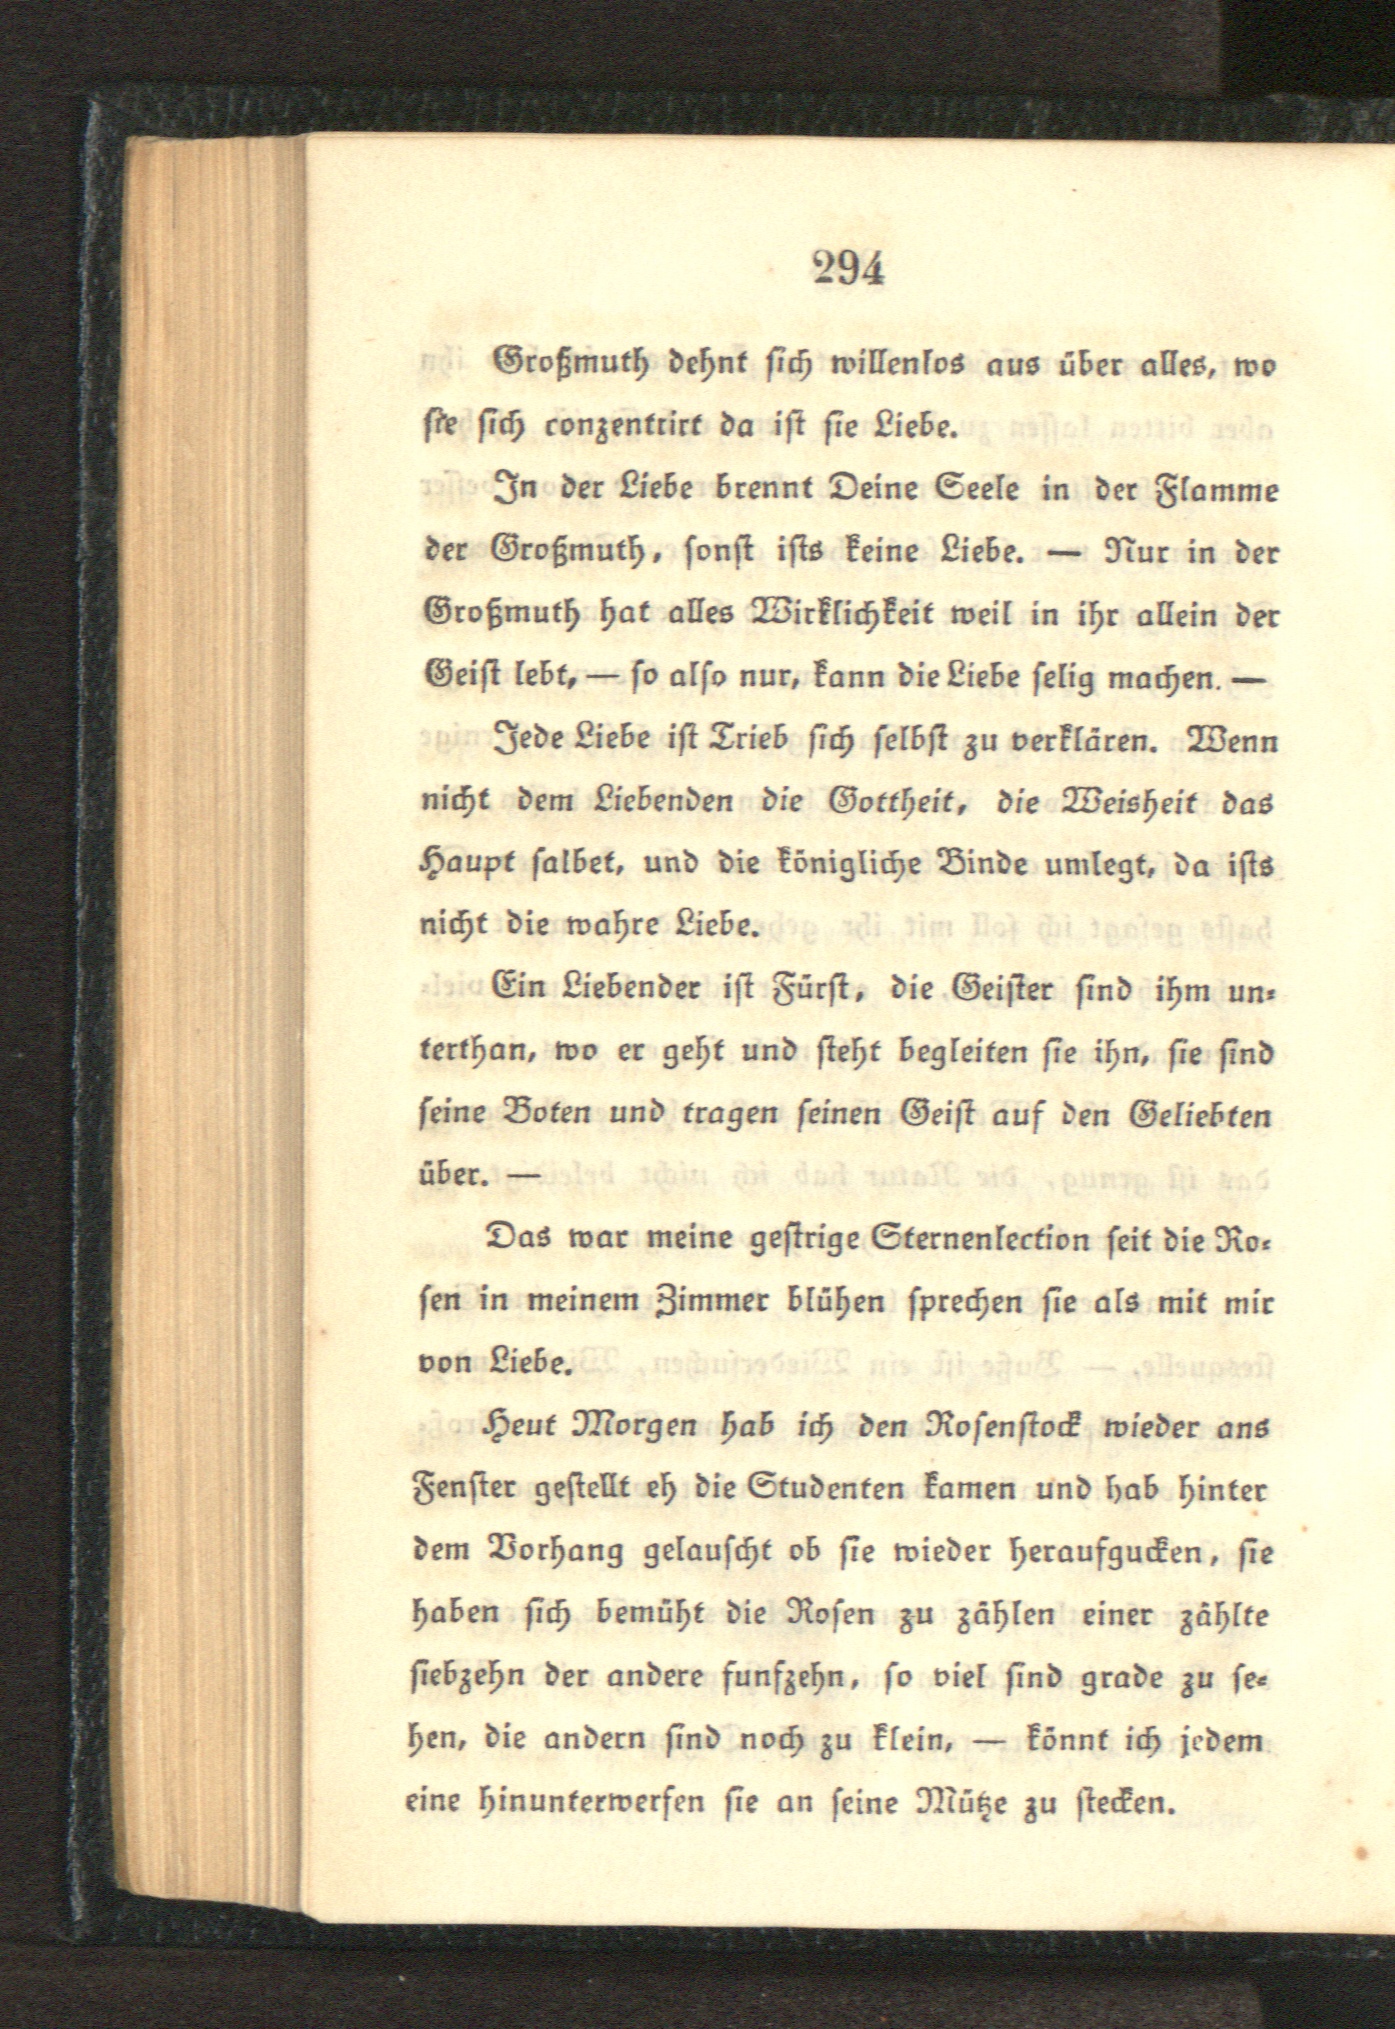 294
Großmuth dehnt sich willenlos aus über alles, wo
sie sich conzentrirt da ist sie Liebe.
In der Liebe brennt Deine Seele in der Flamme
der Großmuth, sonst ists keine Liebe. — Nur in der
Großmuth hat alles Wirklichkeit weil in ihr allein der
Geist lebt, — so also nur, kann die Liebe selig machen. —
Jede Liebe ist Trieb sich selbst zu verklären. Wenn
nicht dem Liebenden die Gottheit, die Weisheit das
Haupt salbet, und die königliche Binde umlegt, da ists
nicht die wahre Liebe.
Ein Liebender ist Fürst, die Geister sind ihm un-
terthan, wo er geht und steht begleiten sie ihn, sie sind
seine Boten und tragen seinen Geist auf den Geliebten
über. —
Das war meine gestrige Sternenlection seit die Ro-
sen in meinem Zimmer blühen sprechen sie als mit mir
von Liebe.
Heut Morgen hab ich den Rosenstock wieder ans
Fenster gestellt eh die Studenten kamen und hab hinter
dem Vorhang gelauscht ob sie wieder heraufgucken, sie
haben sich bemüht die Rosen zu zählen einer zählte
siebzehn der andere funfzehn, so viel sind grade zu se-
hen, die andern sind noch zu klein, — könnt ich jedem
eine hinunterwerfen sie an seine Mütze zu stecken.